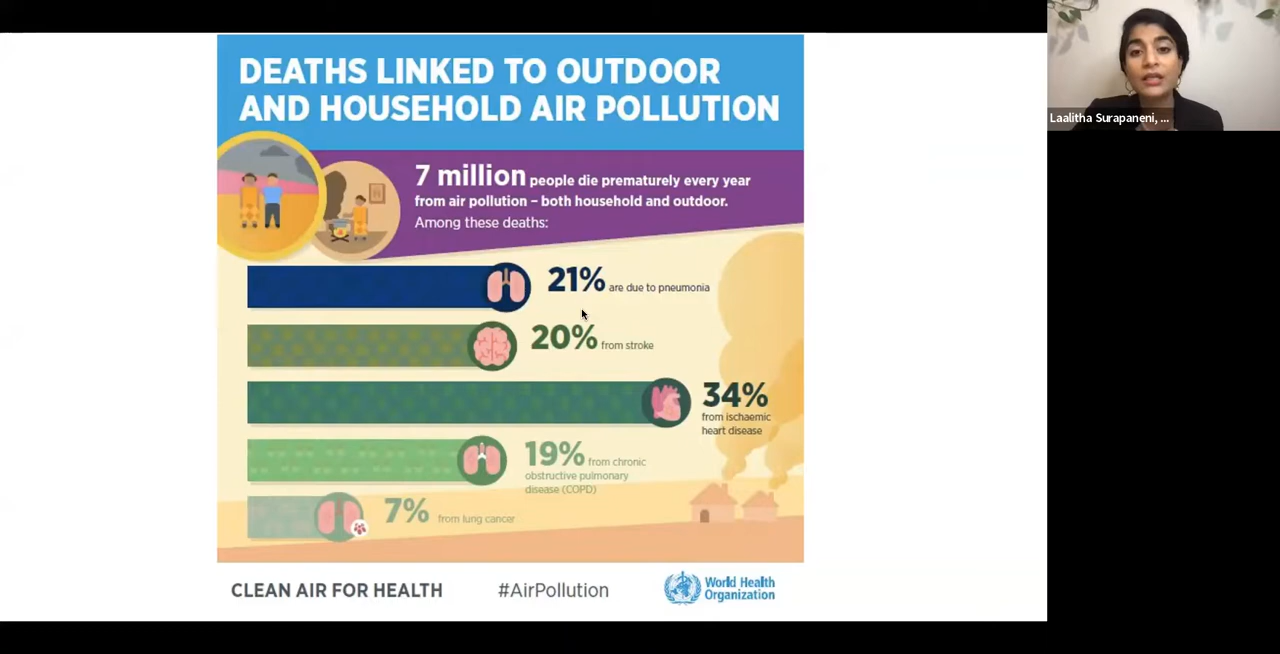 DEATHS LINKED TO OUTDOOR
AND HOUSEHOLD AIR POLLUTION
7 million people die prematurely every year
from air pollution – both household and outdoor.
Among these deaths:
21% are due to pneumonia
20% from stroke
34%
from ischaemic
heart disease
19% from chronic
obstructive pulmonary
disease (COPD)
7% from lung cancer
CLEAN AIR FOR HEALTH
#AirPollution
World Health
Organization
Laalitha Surapaneni, ...